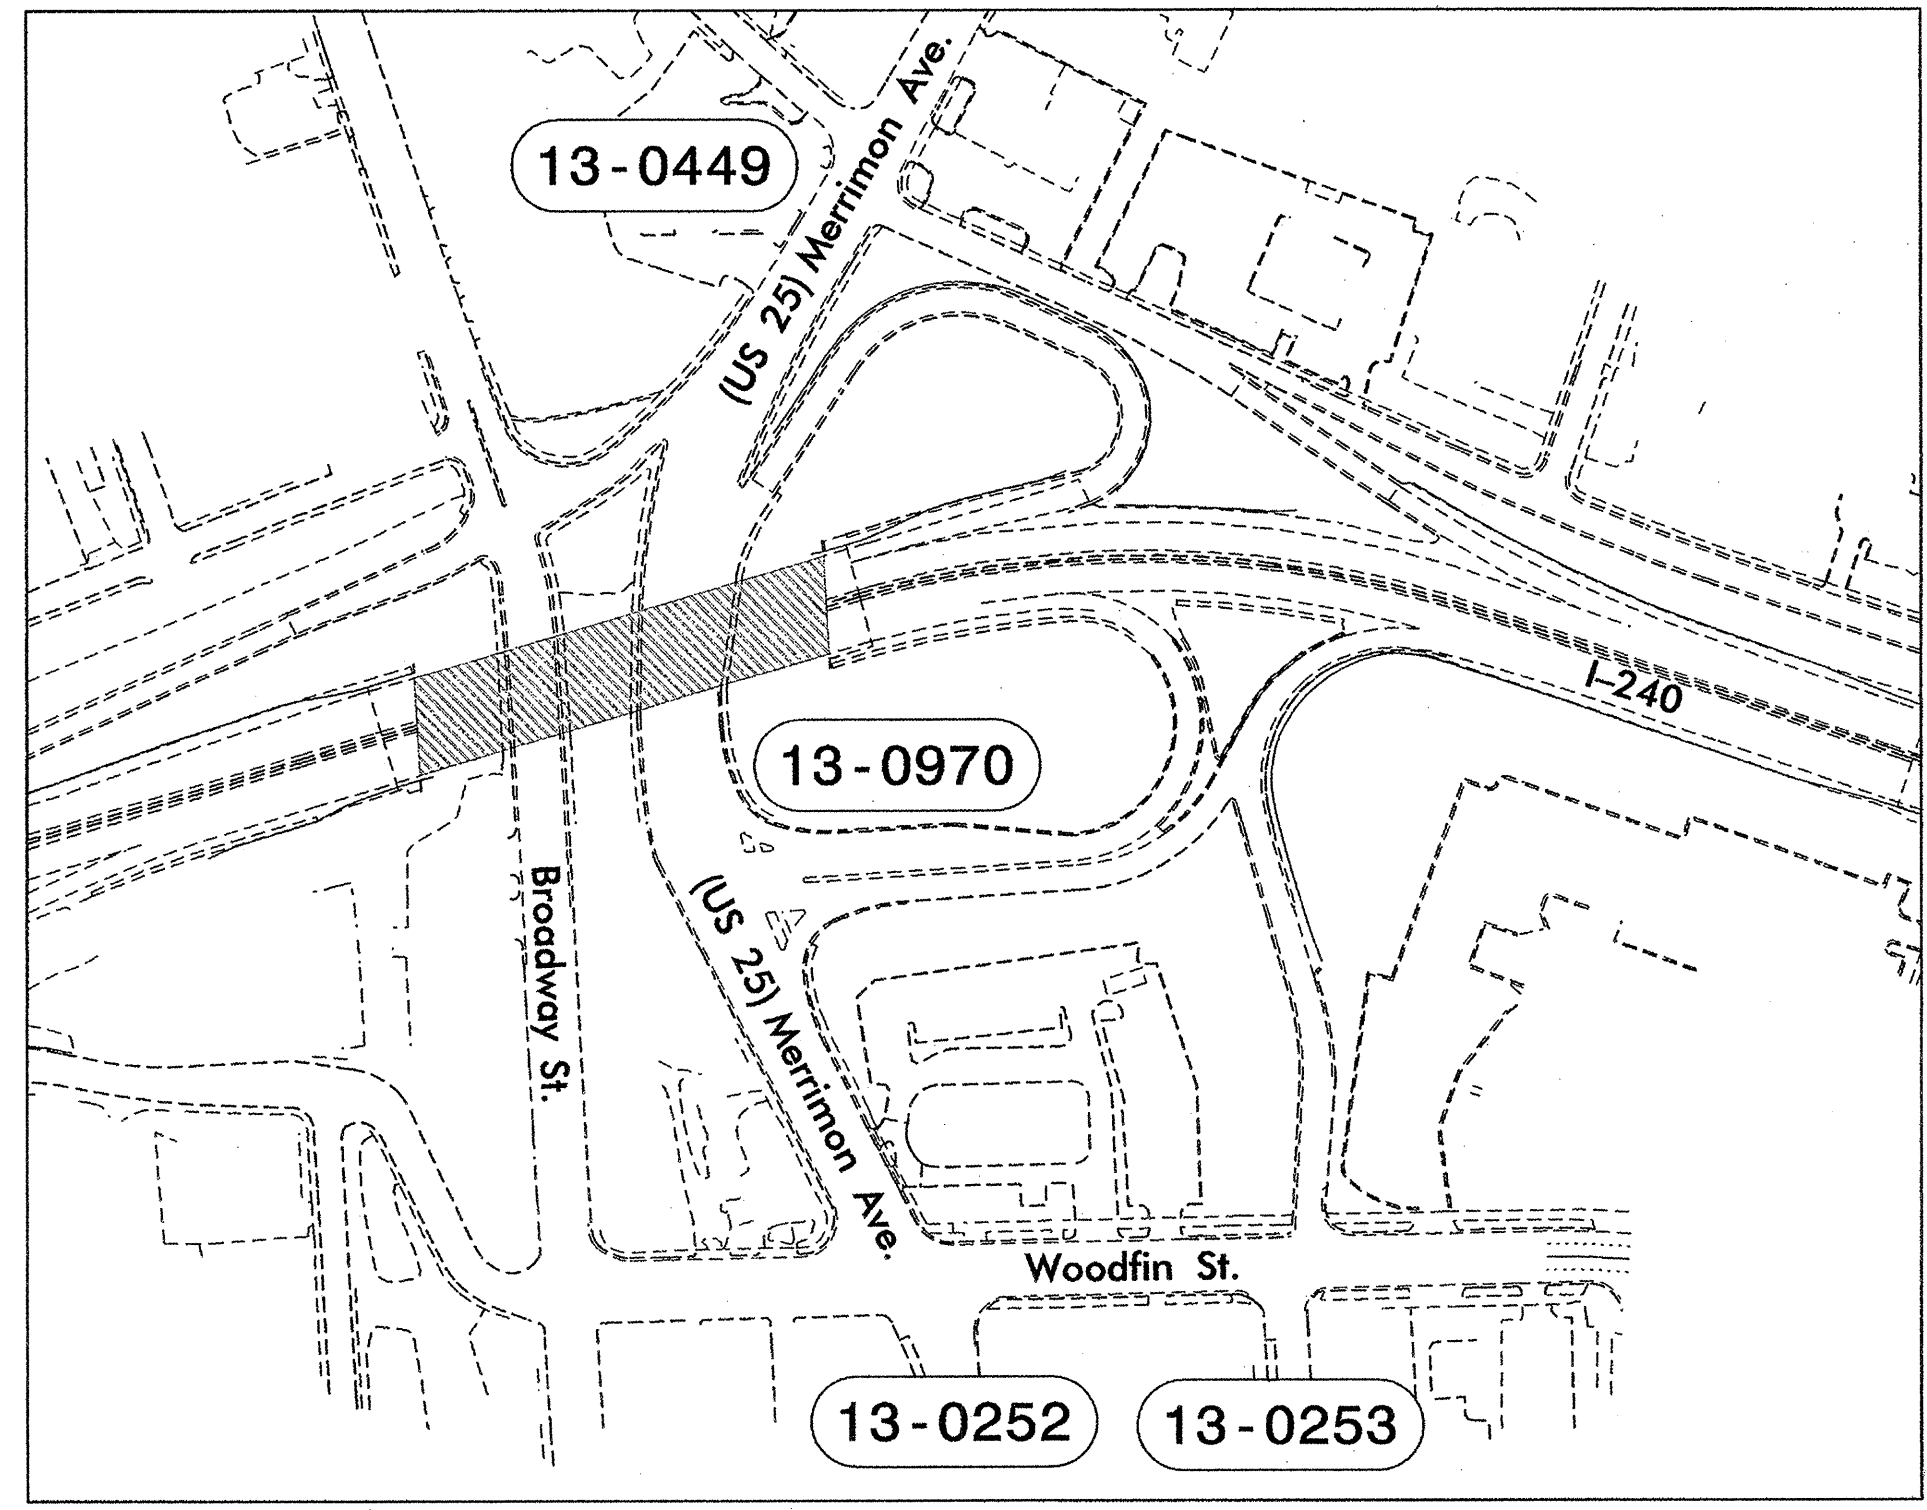 (US 25) Merrimon Ave.
13-0449
I-240
13-0970
Broadway St.
(US 25) Merrimon Ave.
Woodfin St.
13-0252
13-0253